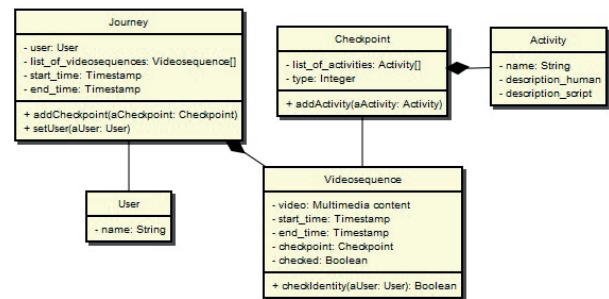 Journey
- user: User
- list_of_videosequences: Videosequence[]
- start_time: Timestamp
- end_time: Timestamp
+ addCheckpoint(aCheckpoint: Checkpoint)
+ setUser(aUser: User)
Checkpoint
- list_of_activities: Activity[]
- type: Integer
+ addActivity(aActivity: Activity)
Activity
- name: String
- description_human
- description_script
User
- name: String
Videosequence
- video: Multimedia content
- start_time: Timestamp
- end_time: Timestamp
- checkpoint: Checkpoint
- checked: Boolean
+ checkIdentity(aUser: User): Boolean